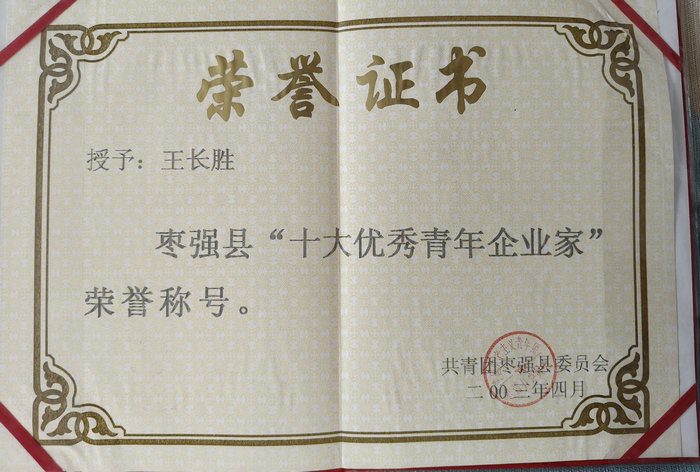 荣誉证书
授予：王长胜
枣强县“十大优秀青年企业家”
荣誉称号。
共青团枣强县委员会
二00三年四月